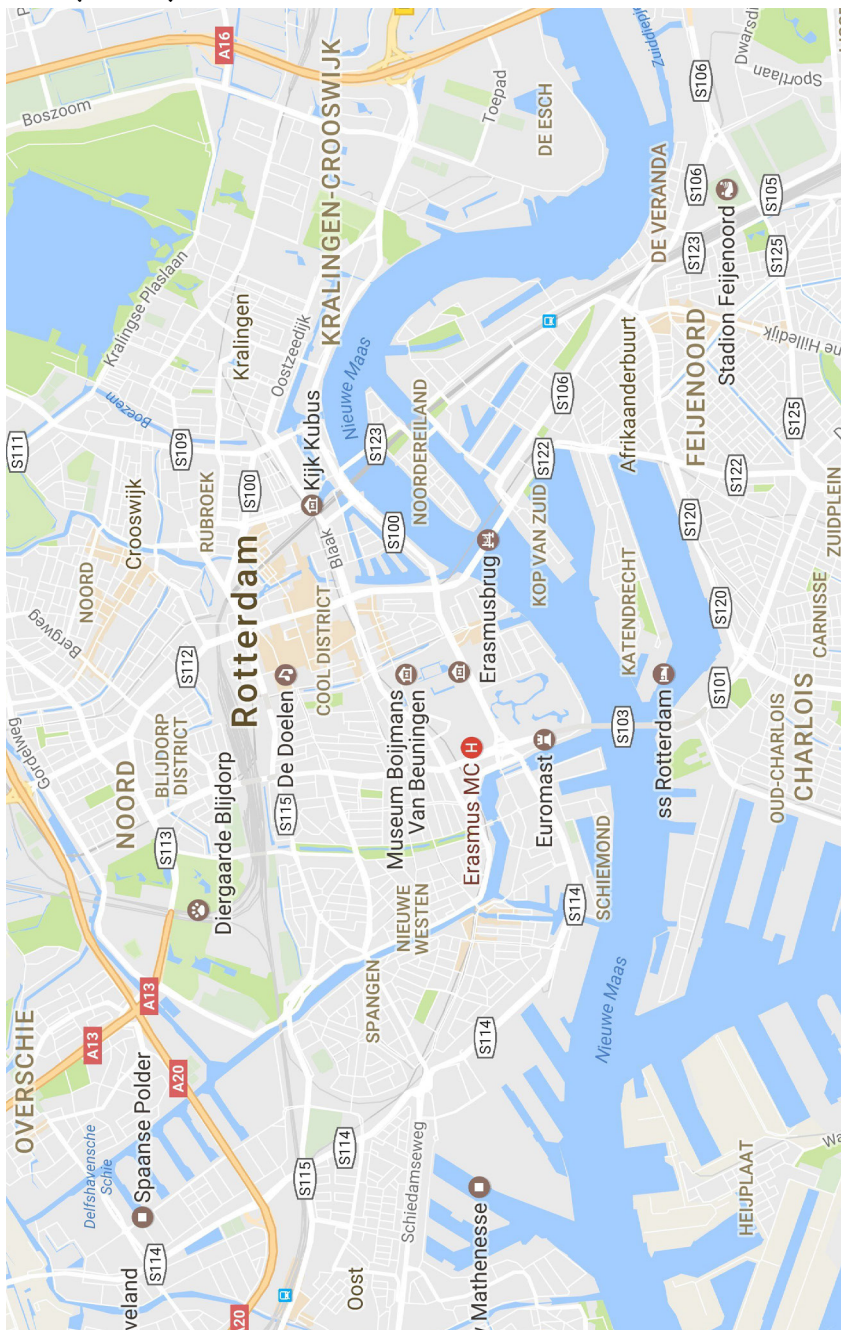 OVERSCHIE
S111
Gordelweg
Boszoom
Bergweg
A13
NOORD
Delfshavensche
Schie
NOORD
Crooswijk
Boezem
Kralingse Plaslaan
veland
Spaanse Polder
A13
BLIJDORP
DISTRICT
S114
S113
S112
S109
A20
RUBROEK
Diergaarde Blijdorp
A16
A20
Rotterdam
S100
Kralingen
De Doelen
S115
Oostzeedijk
S115
Kijk Kubus
COOL DISTRICT
KRALINGEN-CROOSWIJK
Blaak
S114
Oost
Nieuwe Maas
SPANGEN
S123
Schiedamseweg
NIEUWE
WESTEN
Museum Boijmans
Van Beuningen
S100
NOORDEREILAND
Erasmus MC
H
Mathenesse
S114
Erasmusbrug
Toepad
Euromast
KOP VAN ZUID
S122
DE ESCH
S114
S106
SCHIEMOND
Nieuwe Maas
S103
KATENDRECHT
Afrikaanderbuurt
DE VERANDA
ss Rotterdam
S120
FEIJENOORD
S123
S106
S106
S101
S120
S122
Stadion Feijenoord
HEIJPLAAT
OUD-CHARLOIS
CHARLOIS
S105
S125
S125
CARNISSE
ZUIDPLEIN
Sportlaan